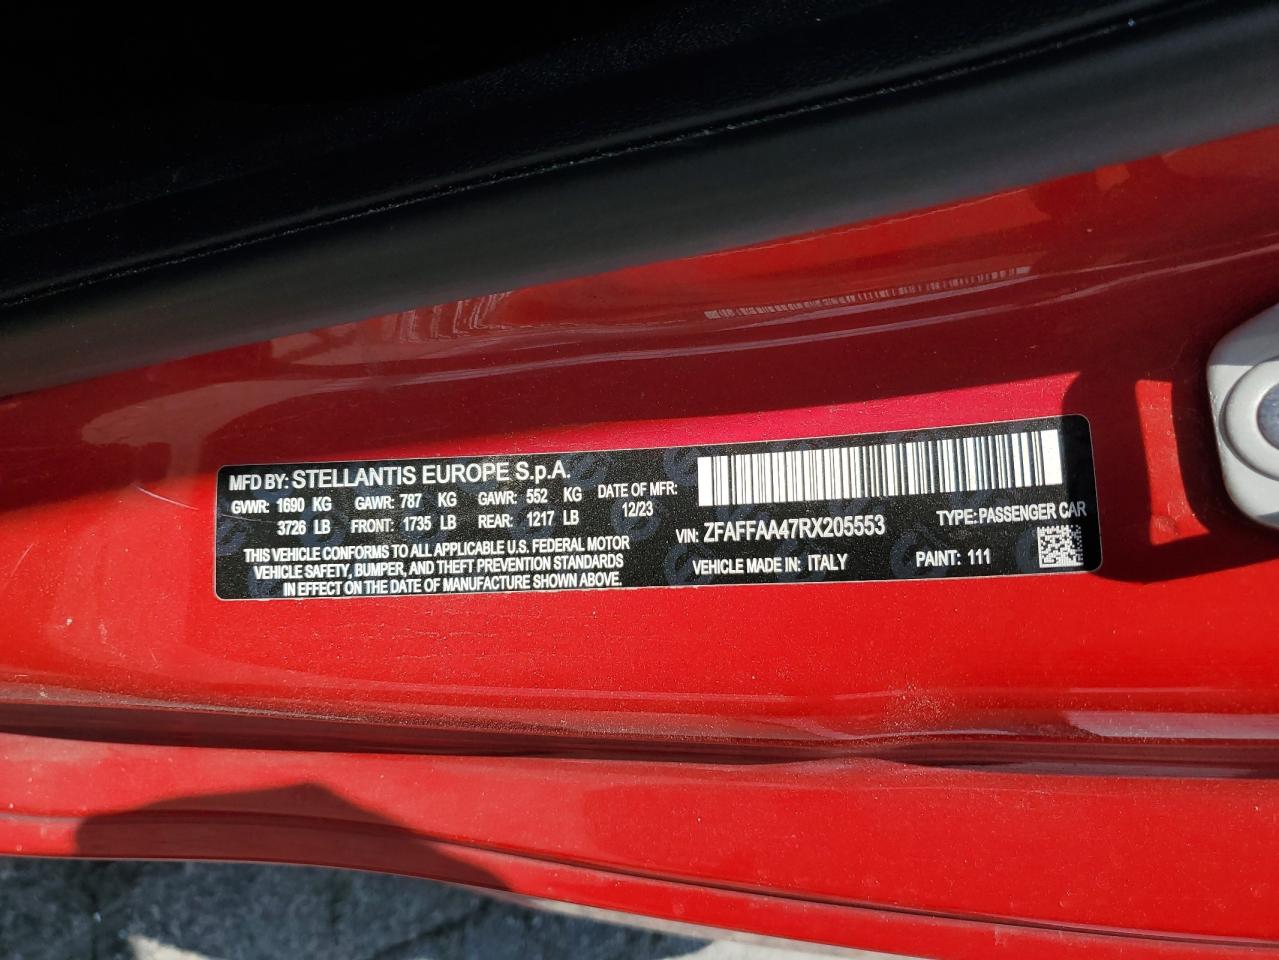 MFD BY: STELLANTIS EUROPE S.p.A.
GVWR: 1690 KG GAWR: 787 KG GAWR: 552 KG DATE OF MFR:
3726 LB FRONT: 1735 LB REAR: 1217 LB 12/23
THIS VEHICLE CONFORMS TO ALL APPLICABLE U.S. FEDERAL MOTOR
VEHICLE SAFETY, BUMPER, AND THEFT PREVENTION STANDARDS
IN EFFECT ON THE DATE OF MANUFACTURE SHOWN ABOVE.
VIN: ZFAFFAA47RX205553 TYPE: PASSENGER CAR
VEHICLE MADE IN: ITALY PAINT: 111